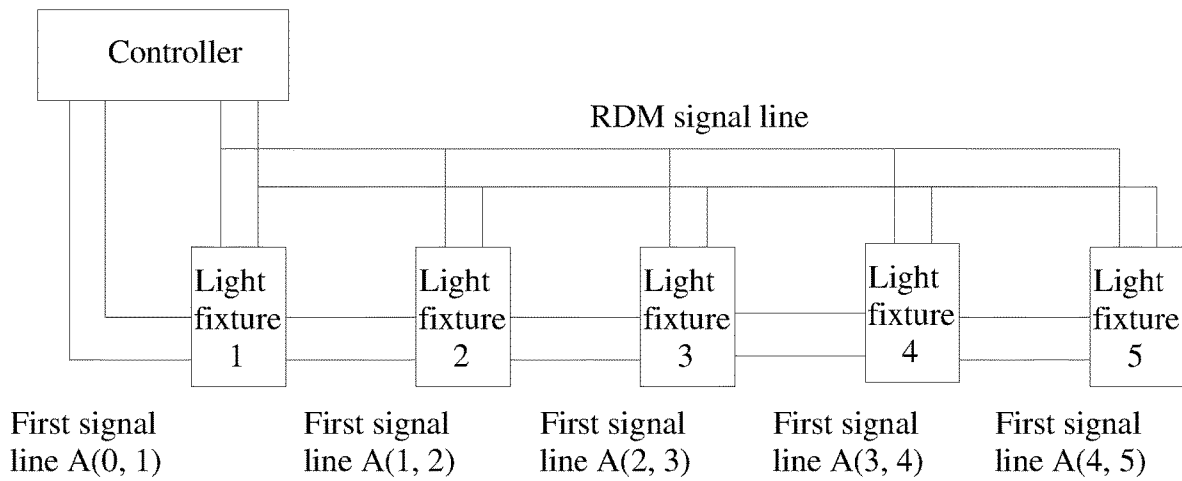 Controller
RDM signal line
Light
fixture
1
Light
fixture
2
Light
fixture
3
Light
fixture
4
Light
fixture
5
First signal
line A(0, 1)
First signal
line A(1, 2)
First signal
line A(2, 3)
First signal
line A(3, 4)
First signal
line A(4, 5)